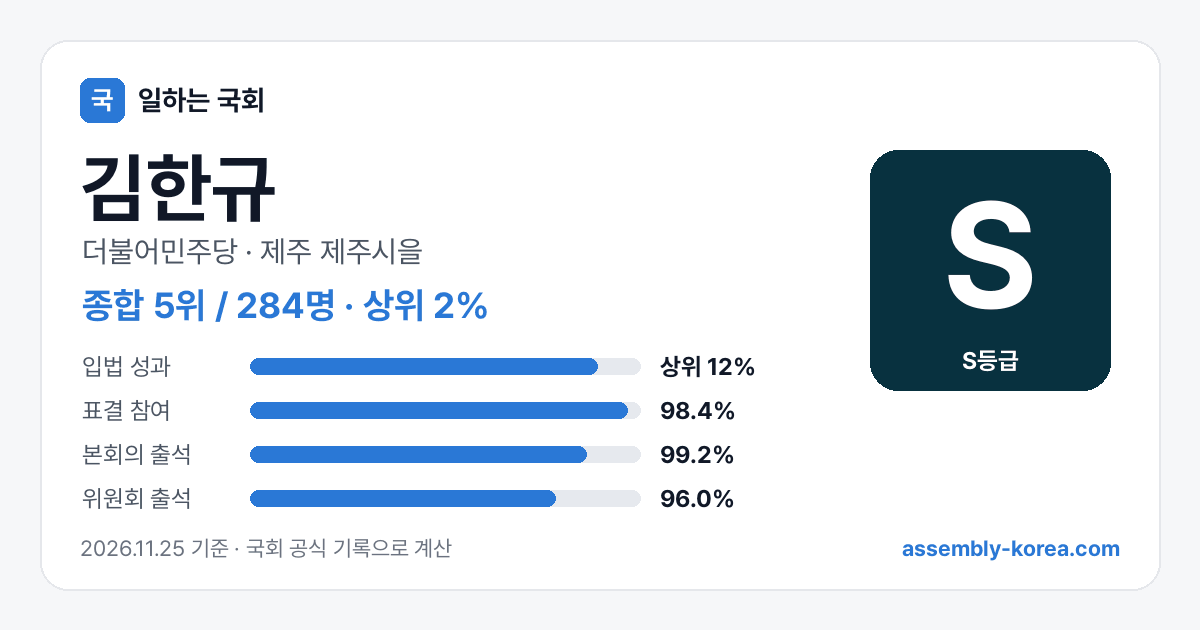 국 일하는 국회
김한규
더불어민주당 · 제주 제주시을
종합 5위 / 284명 · 상위 2%
S
S등급
입법 성과 상위 12%
표결 참여 98.4%
본회의 출석 99.2%
위원회 출석 96.0%
2026.11.25 기준 · 국회 공식 기록으로 계산
assembly-korea.com